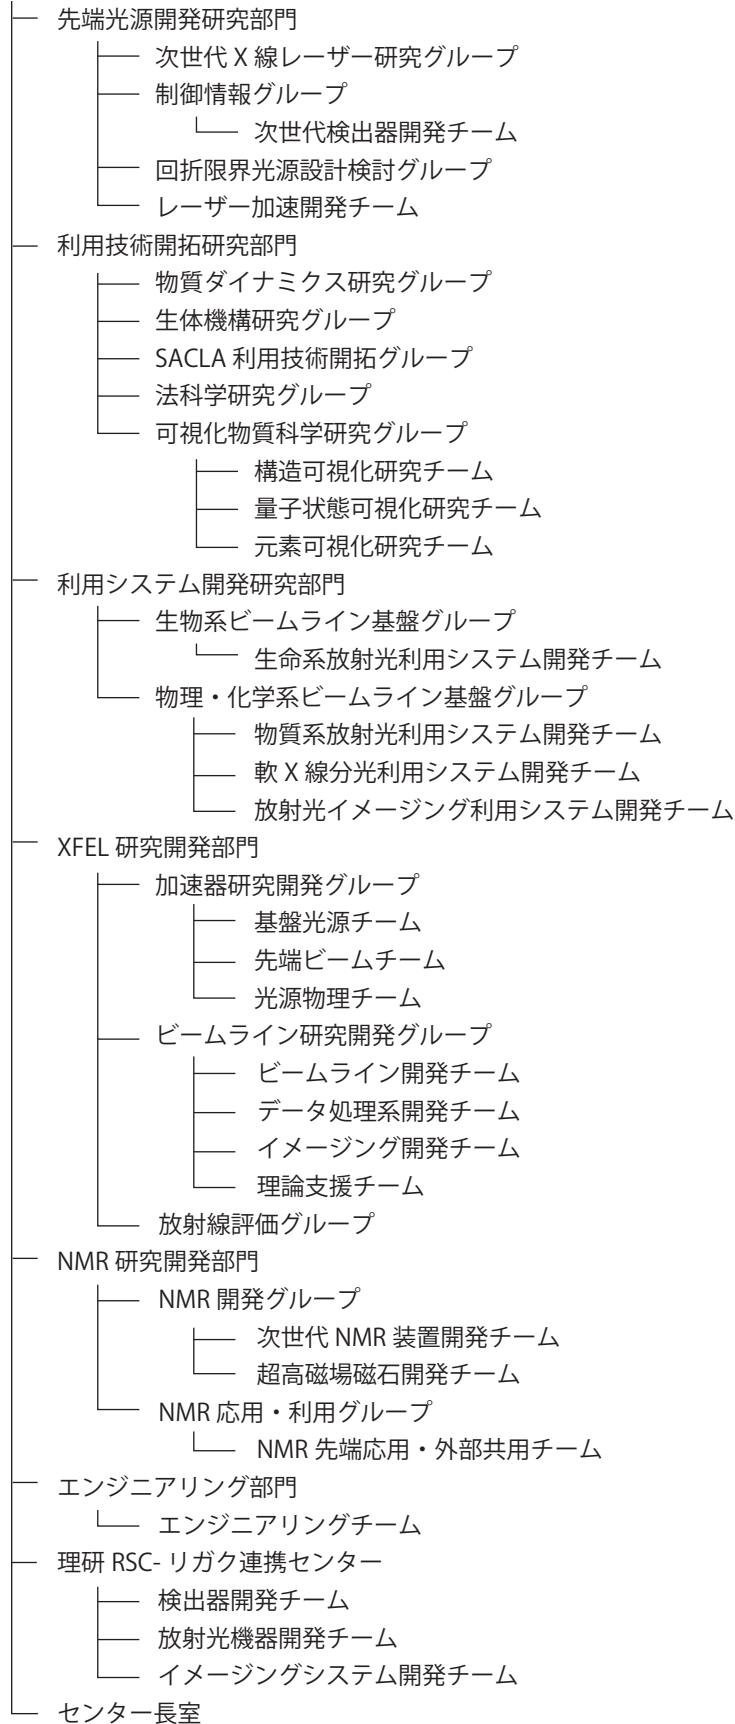 先端光源開発研究部門
次世代 X 線レーザー研究グループ
制御情報グループ
次世代検出器開発チーム
回折限界光源設計検討グループ
レーザー加速開発チーム
利用技術開拓研究部門
物質ダイナミクス研究グループ
生体機構研究グループ
SACLA 利用技術開拓グループ
法科学研究グループ
可視化物質科学研究グループ
構造可視化研究チーム
量子状態可視化研究チーム
元素可視化研究チーム
利用システム開発研究部門
生物系ビームライン基盤グループ
生命系放射光利用システム開発チーム
物理・化学系ビームライン基盤グループ
物質系放射光利用システム開発チーム
軟 X 線分光利用システム開発チーム
放射光イメージング利用システム開発チーム
XFEL 研究開発部門
加速器研究開発グループ
基盤光源チーム
先端ビームチーム
光源物理チーム
ビームライン研究開発グループ
ビームライン開発チーム
データ処理系開発チーム
イメージング開発チーム
理論支援チーム
放射線評価グループ
NMR 研究開発部門
NMR 開発グループ
次世代 NMR 装置開発チーム
超高磁場磁石開発チーム
NMR 応用・利用グループ
NMR 先端応用・外部共用チーム
エンジニアリング部門
エンジニアリングチーム
理研 RSC- リガク連携センター
検出器開発チーム
放射光機器開発チーム
イメージングシステム開発チーム
センター長室